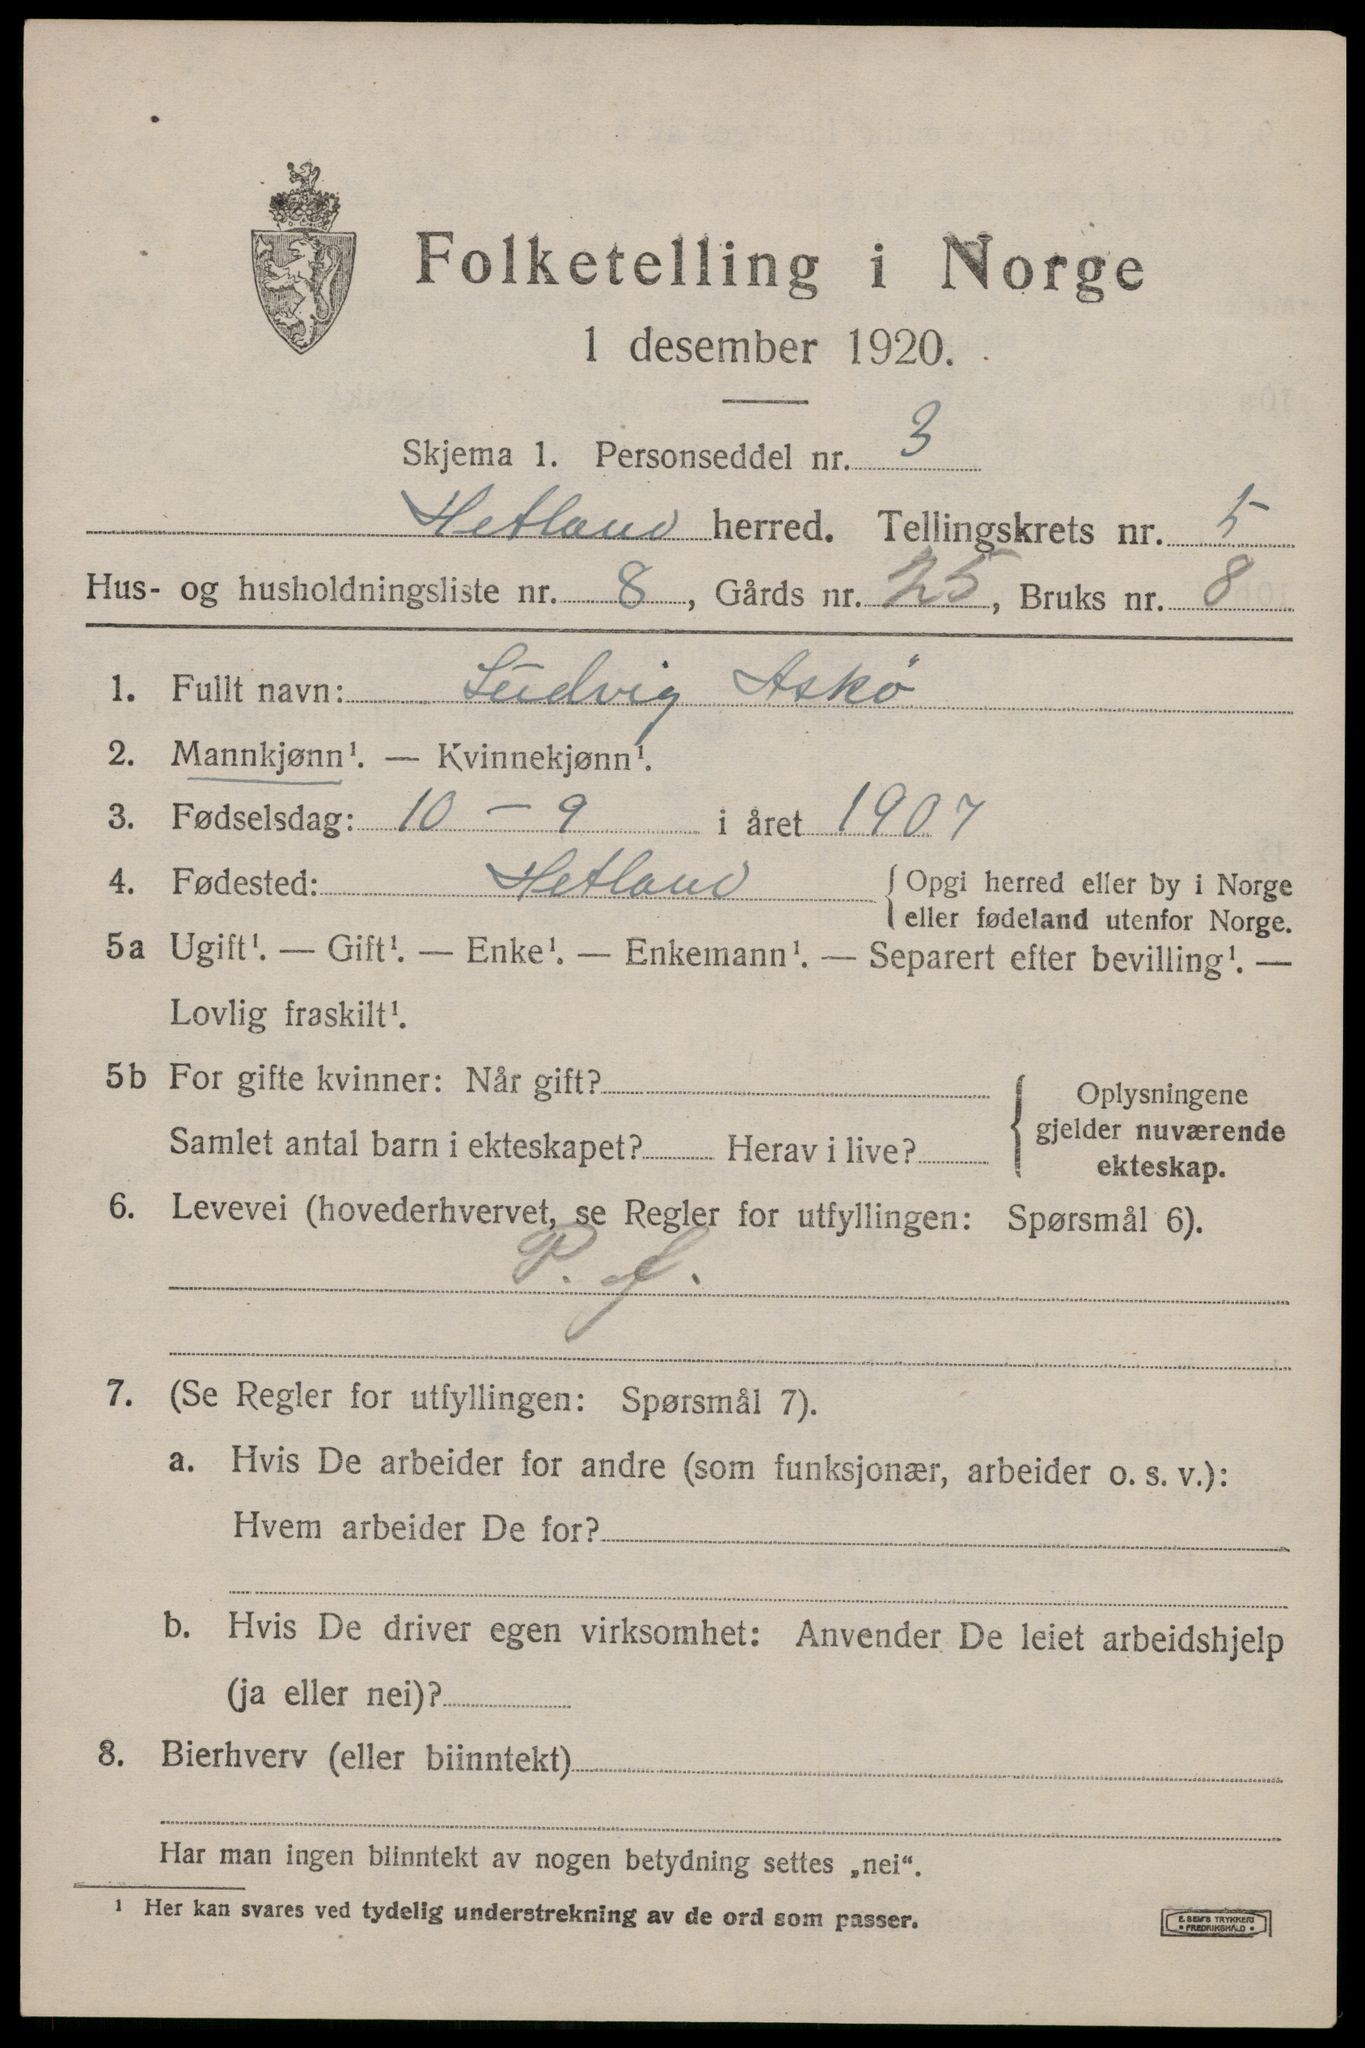 Folketelling i Norge
1 desember 1920.
Skjema 1. Personseddel nr. 3
Hetland herred. Tellingskrets nr. 5
Hus- og husholdningsliste nr. 8, Gårds nr. 25, Bruks nr. 8
1. Fullt navn: Ludvig Askø
2. Mannkjønn¹. — Kvinnekjønn¹.
3. Fødselsdag: 10 – 9 i året 1907
4. Fødested: Hetland {Opgi herred eller by i Norge
eller fødeland utenfor Norge.
5a Ugift¹. — Gift¹. — Enke¹. — Enkemann¹. — Separert efter bevilling¹. —
Lovlig fraskilt¹.
5b For gifte kvinner: Når gift?
Samlet antal barn i ekteskapet? Herav i live?
Oplysningene
gjelder nuværende
ekteskap.
6. Levevei (hovederhvervet, se Regler for utfyllingen: Spørsmål 6).
P. f.
7. (Se Regler for utfyllingen: Spørsmål 7).
a. Hvis De arbeider for andre (som funksjonær, arbeider o. s. v.):
Hvem arbeider De for?
b. Hvis De driver egen virksomhet: Anvender De leiet arbeidshjelp
(ja eller nei)?
8. Bierhverv (eller biinntekt)
Har man ingen biinntekt av nogen betydning settes „nei“.
¹ Her kan svares ved tydelig understrekning av de ord som passer.
E. SEM'S TRYKKERI
• FREDRIKSHALD •